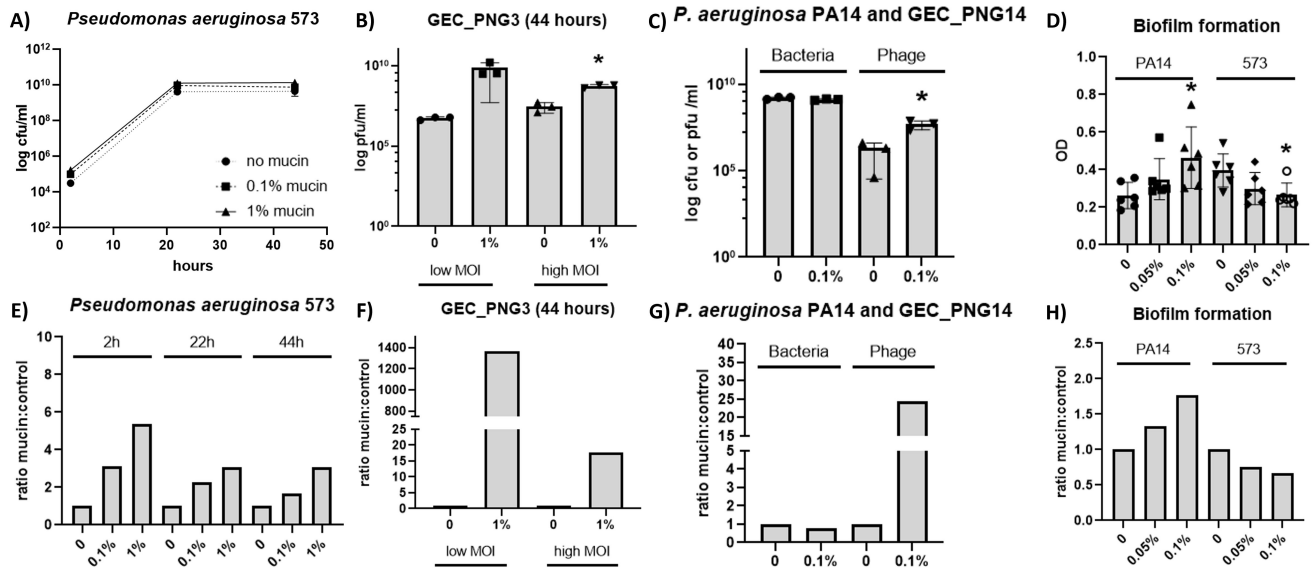 A) Pseudomonas aeruginosa 573
log cfu/ml
10^12
10^10
10^8
10^6
10^4
10^2
0 10 20 30 40 50
hours
no mucin
0.1% mucin
1% mucin
B) GEC_PNG3 (44 hours)
log pfu/ml
10^10
10^5
10^0
*
0 1% 0 1%
low MOI high MOI
C) P. aeruginosa PA14 and GEC_PNG14
Bacteria Phage
log cfu or pfu /ml
10^10
10^5
10^0
*
0 0.1% 0 0.1%
D) Biofilm formation
PA14 573
OD
1.0
0.8
0.6
0.4
0.2
0.0
* *
0 0.05% 0.1% 0 0.05% 0.1%
E) Pseudomonas aeruginosa 573
2h 22h 44h
ratio mucin:control
10
8
6
4
2
0
0 0.1% 1% 0 0.1% 1% 0 0.1% 1%
F) GEC_PNG3 (44 hours)
ratio mucin:control
1400
1300
1200
1100
1000
900
800
25
20
15
10
5
0
0 1% 0 1%
low MOI high MOI
G) P. aeruginosa PA14 and GEC_PNG14
Bacteria Phage
ratio mucin:control
40
35
30
25
20
15
5
4
3
2
1
0
0 0.1% 0 0.1%
H) Biofilm formation
PA14 573
ratio mucin:control
2.5
2.0
1.5
1.0
0.5
0.0
0 0.05% 0.1% 0 0.05% 0.1%